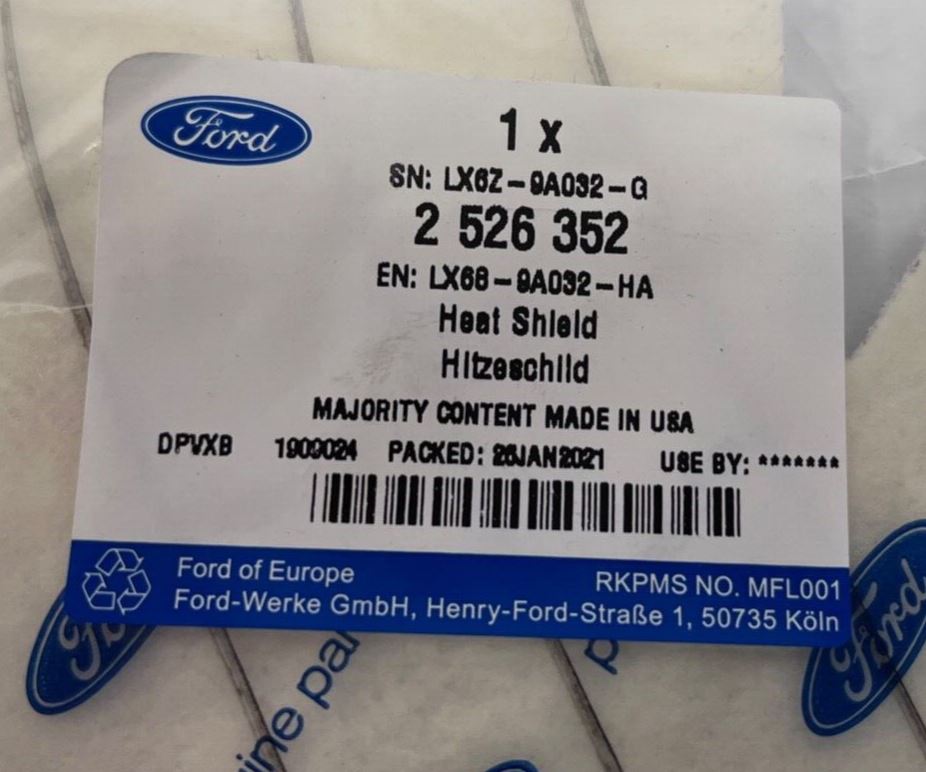 Ford
1 x
SN: LX6Z-9A032-G
2 526 352
EN: LX68-9A032-HA
Heat Shield
Hitzeschild
MAJORITY CONTENT MADE IN USA
DPVXB 1909024 PACKED: 26JAN2021 USE BY: *******
Ford of Europe RKPMS NO. MFL001
Ford-Werke GmbH, Henry-Ford-Straße 1, 50735 Köln
Ford